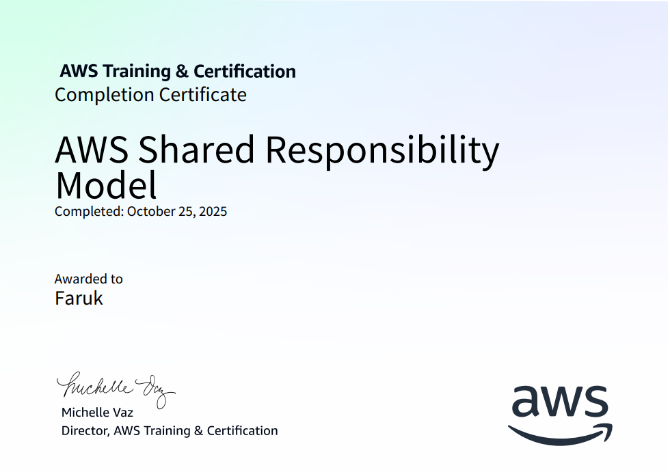 AWS Training & Certification
Completion Certificate
AWS Shared Responsibility
Model
Completed: October 25, 2025
Awarded to
Faruk
Michelle Vaz
Michelle Vaz
Director, AWS Training & Certification
aws